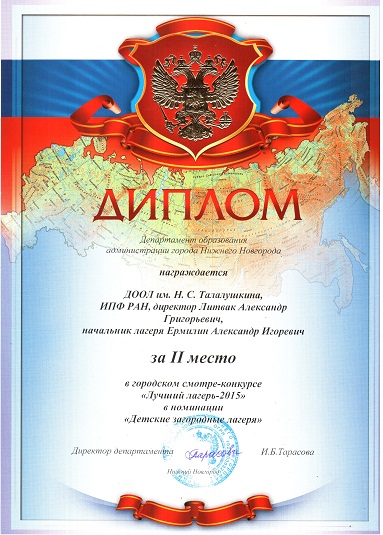 ДИПЛОМ
Департамент образования
администрации города Нижнего Новгорода
награждается
ДООЛ им. Н. С. Талалушкина,
ИПФ РАН, директор Литвак Александр
Григорьевич,
начальник лагеря Ермилин Александр Игоревич
за II место
в городском смотре-конкурсе
«Лучший лагерь-2015»
в номинации
«Детские загородные лагеря»
Директор департамента И.Б.Тарасова
Нижний Новгород